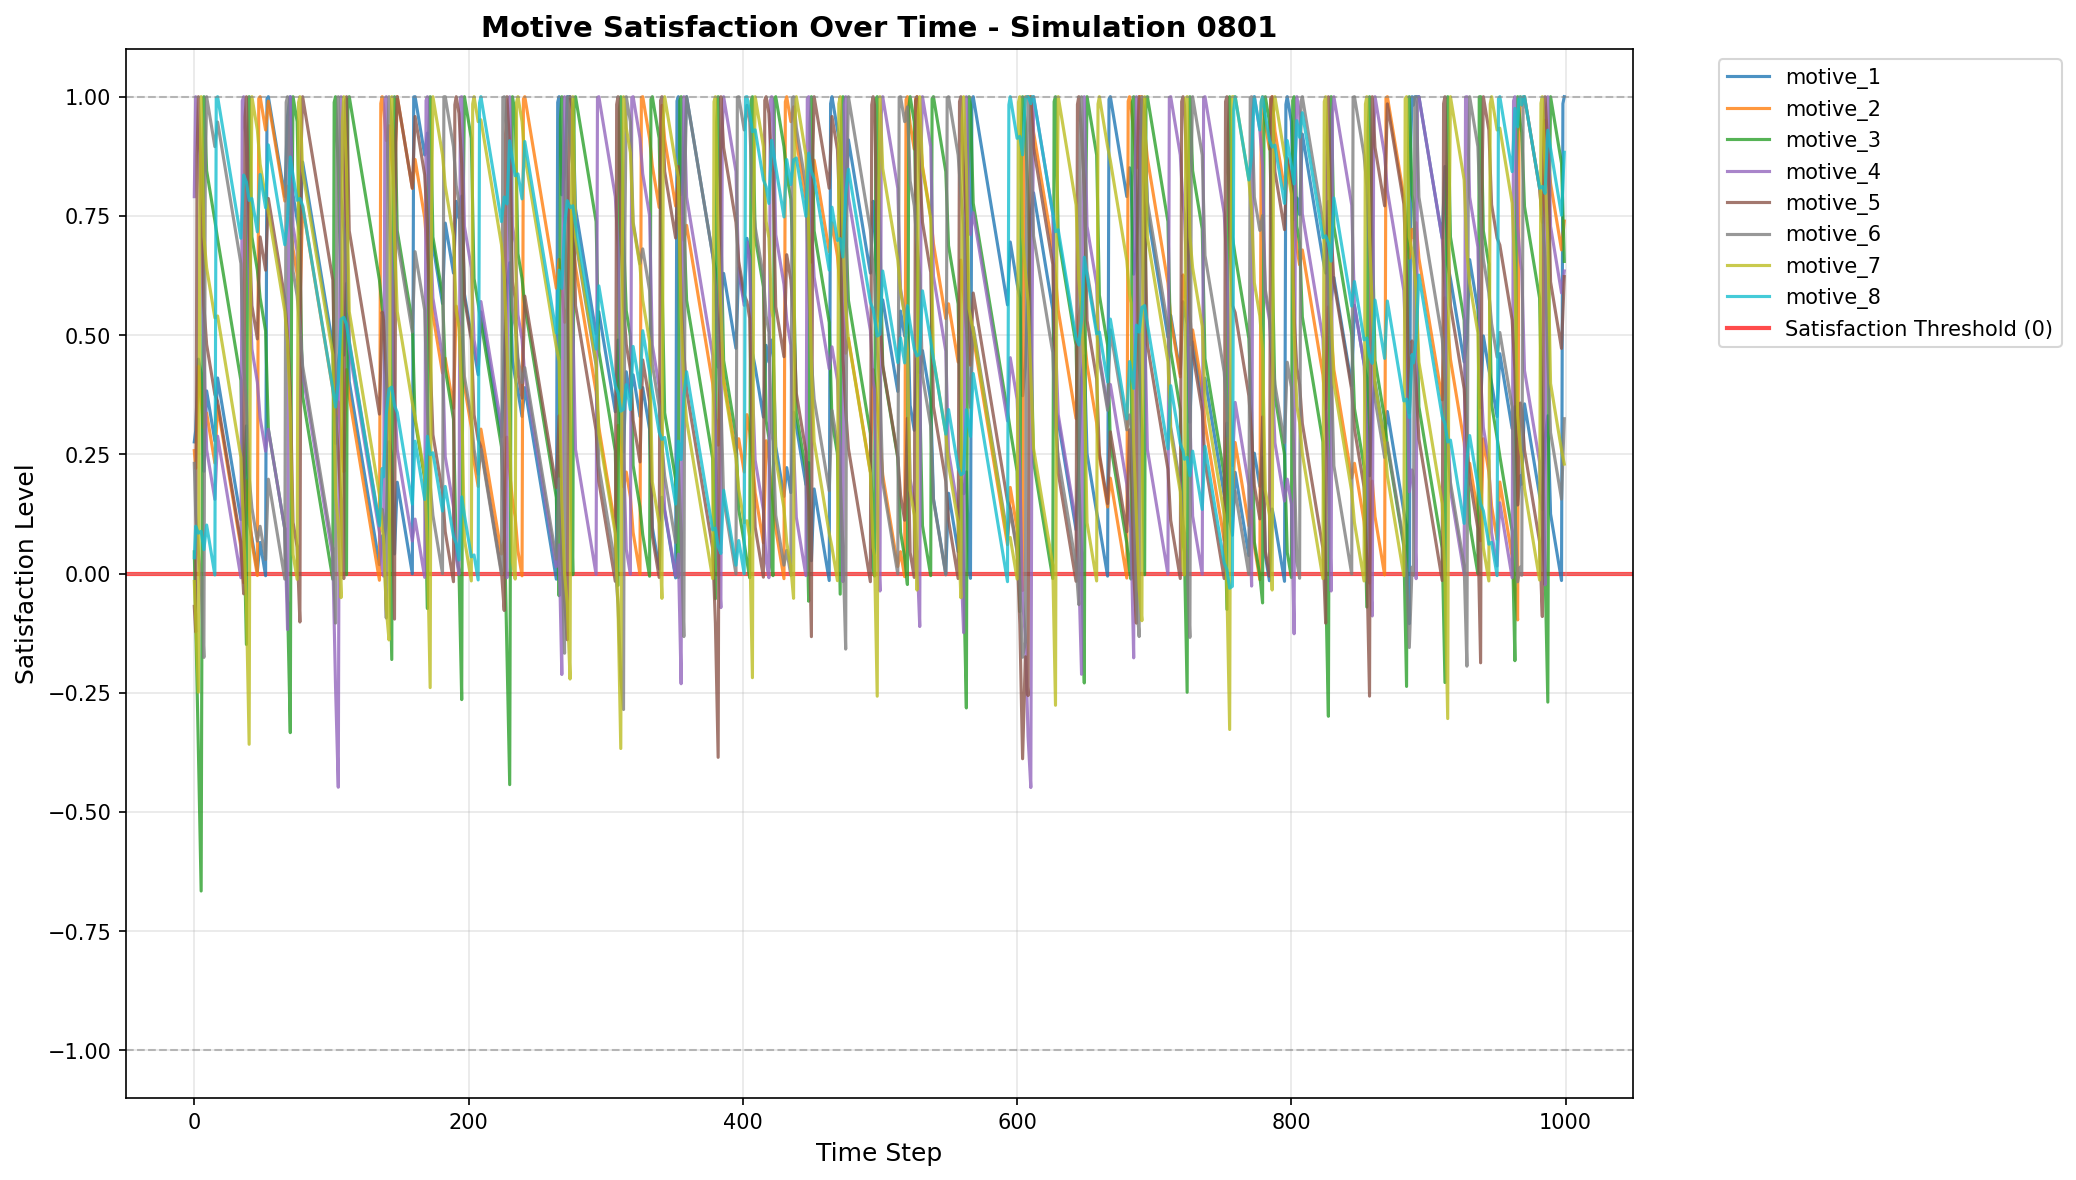 Motive Satisfaction Over Time - Simulation 0801
Satisfaction Level
1.00
0.75
0.50
0.25
0.00
−0.25
−0.50
−0.75
−1.00
0
200
400
600
800
1000
Time Step
motive_1
motive_2
motive_3
motive_4
motive_5
motive_6
motive_7
motive_8
Satisfaction Threshold (0)